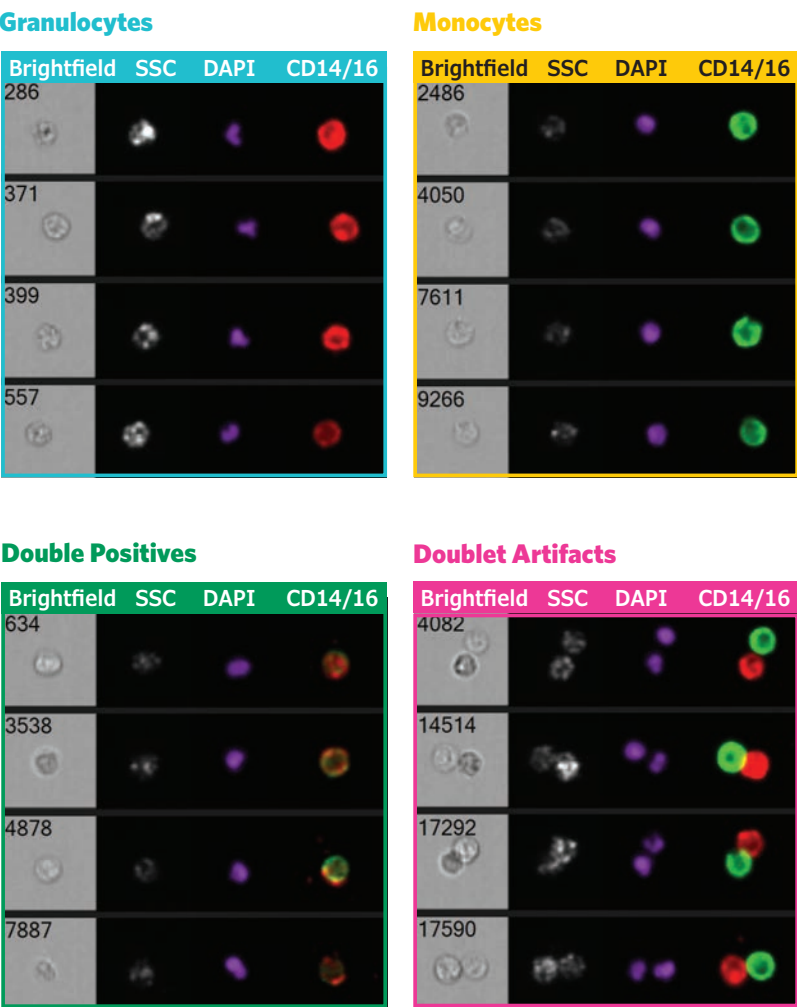 Granulocytes
Brightfield SSC DAPI CD14/16
286
371
399
557
Monocytes
Brightfield SSC DAPI CD14/16
2486
4050
7611
9266
Double Positives
Brightfield SSC DAPI CD14/16
634
3538
4878
7887
Doublet Artifacts
Brightfield SSC DAPI CD14/16
4082
14514
17292
17590